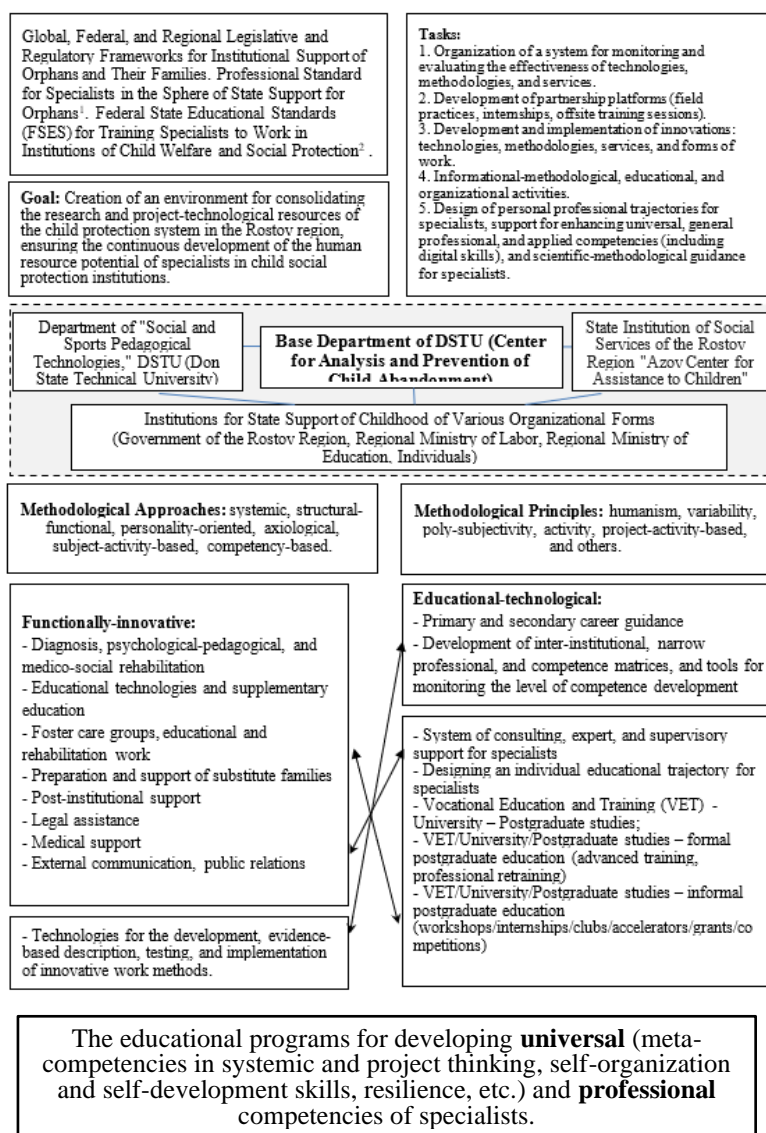 Global, Federal, and Regional Legislative and
Regulatory Frameworks for Institutional Support of
Orphans and Their Families. Professional Standard
for Specialists in the Sphere of State Support for
Orphans¹. Federal State Educational Standards
(FSES) for Training Specialists to Work in
Institutions of Child Welfare and Social Protection² .
Goal: Creation of an environment for consolidating
the research and project-technological resources of
the child protection system in the Rostov region,
ensuring the continuous development of the human
resource potential of specialists in child social
protection institutions.
Tasks:
1. Organization of a system for monitoring and
evaluating the effectiveness of technologies,
methodologies, and services.
2. Development of partnership platforms (field
practices, internships, offsite training sessions).
3. Development and implementation of innovations:
technologies, methodologies, services, and forms of
work.
4. Informational-methodological, educational, and
organizational activities.
5. Design of personal professional trajectories for
specialists, support for enhancing universal, general
professional, and applied competencies (including
digital skills), and scientific-methodological guidance
for specialists.
Department of "Social and
Sports Pedagogical
Technologies," DSTU (Don
State Technical University)
Base Department of DSTU (Center
for Analysis and Prevention of
Child Abandonment)
State Institution of Social
Services of the Rostov
Region "Azov Center for
Assistance to Children"
Institutions for State Support of Childhood of Various Organizational Forms
(Government of the Rostov Region, Regional Ministry of Labor, Regional Ministry of
Education, Individuals)
Methodological Approaches: systemic, structural-
functional, personality-oriented, axiological,
subject-activity-based, competency-based.
Methodological Principles: humanism, variability,
poly-subjectivity, activity, project-activity-based,
and others.
Functionally-innovative:
- Diagnosis, psychological-pedagogical, and
medico-social rehabilitation
- Educational technologies and supplementary
education
- Foster care groups, educational and
rehabilitation work
- Preparation and support of substitute families
- Post-institutional support
- Legal assistance
- Medical support
- External communication, public relations
- Technologies for the development, evidence-
based description, testing, and implementation
of innovative work methods.
Educational-technological:
- Primary and secondary career guidance
- Development of inter-institutional, narrow
professional, and competence matrices, and tools for
monitoring the level of competence development
- System of consulting, expert, and supervisory
support for specialists
- Designing an individual educational trajectory for
specialists
- Vocational Education and Training (VET) -
University – Postgraduate studies;
- VET/University/Postgraduate studies – formal
postgraduate education (advanced training,
professional retraining)
- VET/University/Postgraduate studies – informal
postgraduate education
(workshops/internships/clubs/accelerators/grants/co
mpetitions)
The educational programs for developing universal (meta-
competencies in systemic and project thinking, self-organization
and self-development skills, resilience, etc.) and professional
competencies of specialists.